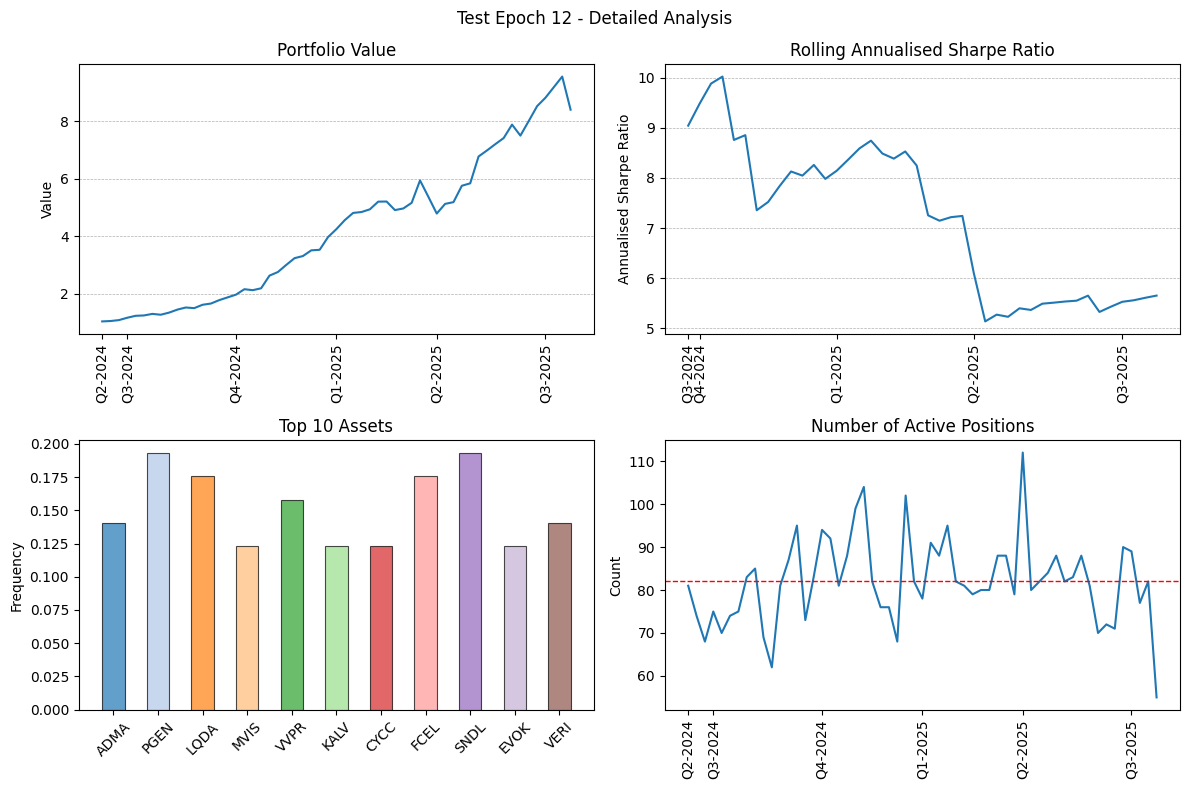 Test Epoch 12 - Detailed Analysis
Portfolio Value
Value
8
6
4
2
Q2-2024
Q3-2024
Q4-2024
Q1-2025
Q2-2025
Q3-2025
Rolling Annualised Sharpe Ratio
Annualised Sharpe Ratio
10
9
8
7
6
5
Q3-2024
Q4-2024
Q1-2025
Q2-2025
Q3-2025
Top 10 Assets
Frequency
0.200
0.175
0.150
0.125
0.100
0.075
0.050
0.025
0.000
ADMA
PGEN
LQDA
MVIS
VVPR
KALV
CYCC
FCEL
SNDL
EVOK
VERI
Number of Active Positions
Count
110
100
90
80
70
60
Q2-2024
Q3-2024
Q4-2024
Q1-2025
Q2-2025
Q3-2025